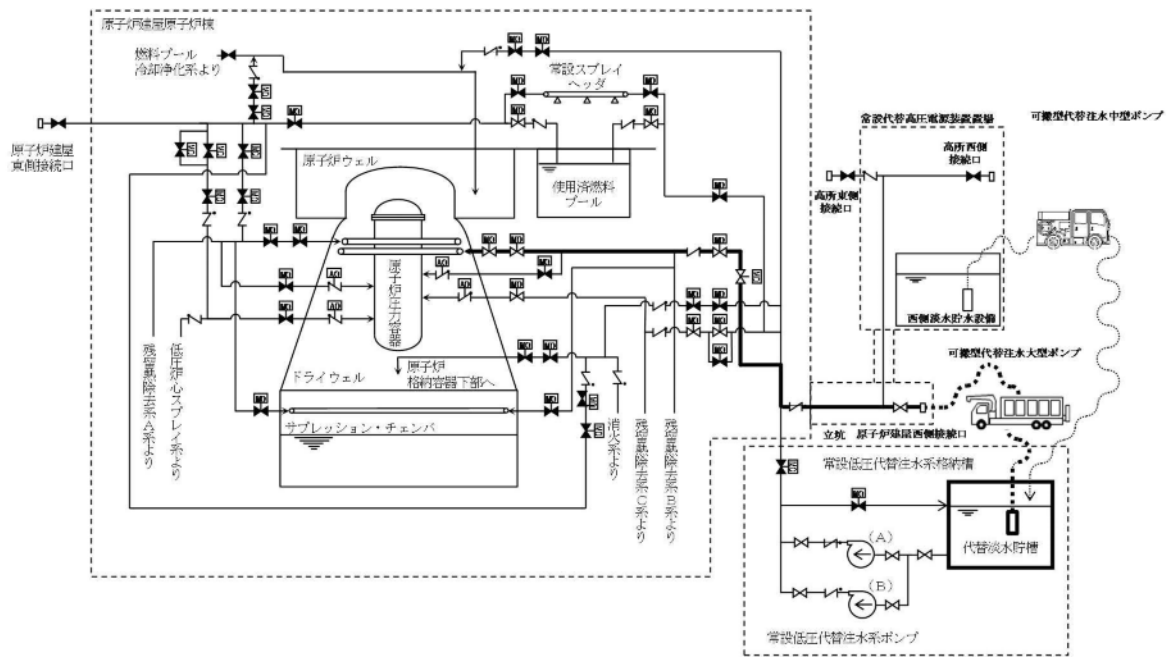 原子炉建屋原子炉棟
燃料プール
冷却浄化系より
常設スプレイ
ヘッダ
原子炉建屋
東側接続口
原子炉ウェル
使用済燃料
プール
原子炉圧力容器
ドライウェル
原子炉
格納容器下部へ
サプレッション・チェンバ
残留熱除去系A系より
低圧炉心スプレイ系より
消火系より
残留熱除去系C系より
残留熱除去系B系より
常設代替高圧電源装置置場
高所西側
接続口
高所東側
接続口
西側淡水貯水設備
可搬型代替注水中型ポンプ
可搬型代替注水大型ポンプ
立坑
原子炉建屋西側接続口
常設低圧代替注水系格納槽
代替淡水貯槽
(A)
(B)
常設低圧代替注水系ポンプ